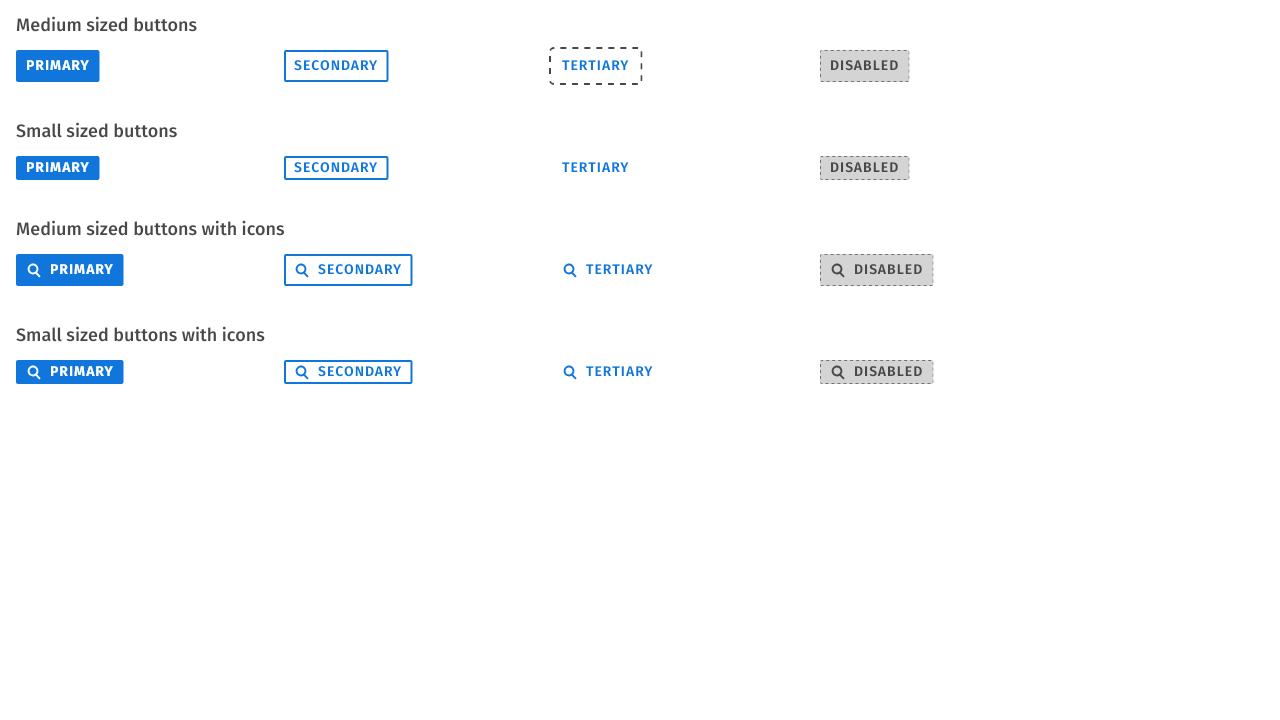 Medium sized buttons
PRIMARY SECONDARY TERTIARY DISABLED
Small sized buttons
PRIMARY SECONDARY TERTIARY DISABLED
Medium sized buttons with icons
PRIMARY SECONDARY TERTIARY DISABLED
Small sized buttons with icons
PRIMARY SECONDARY TERTIARY DISABLED